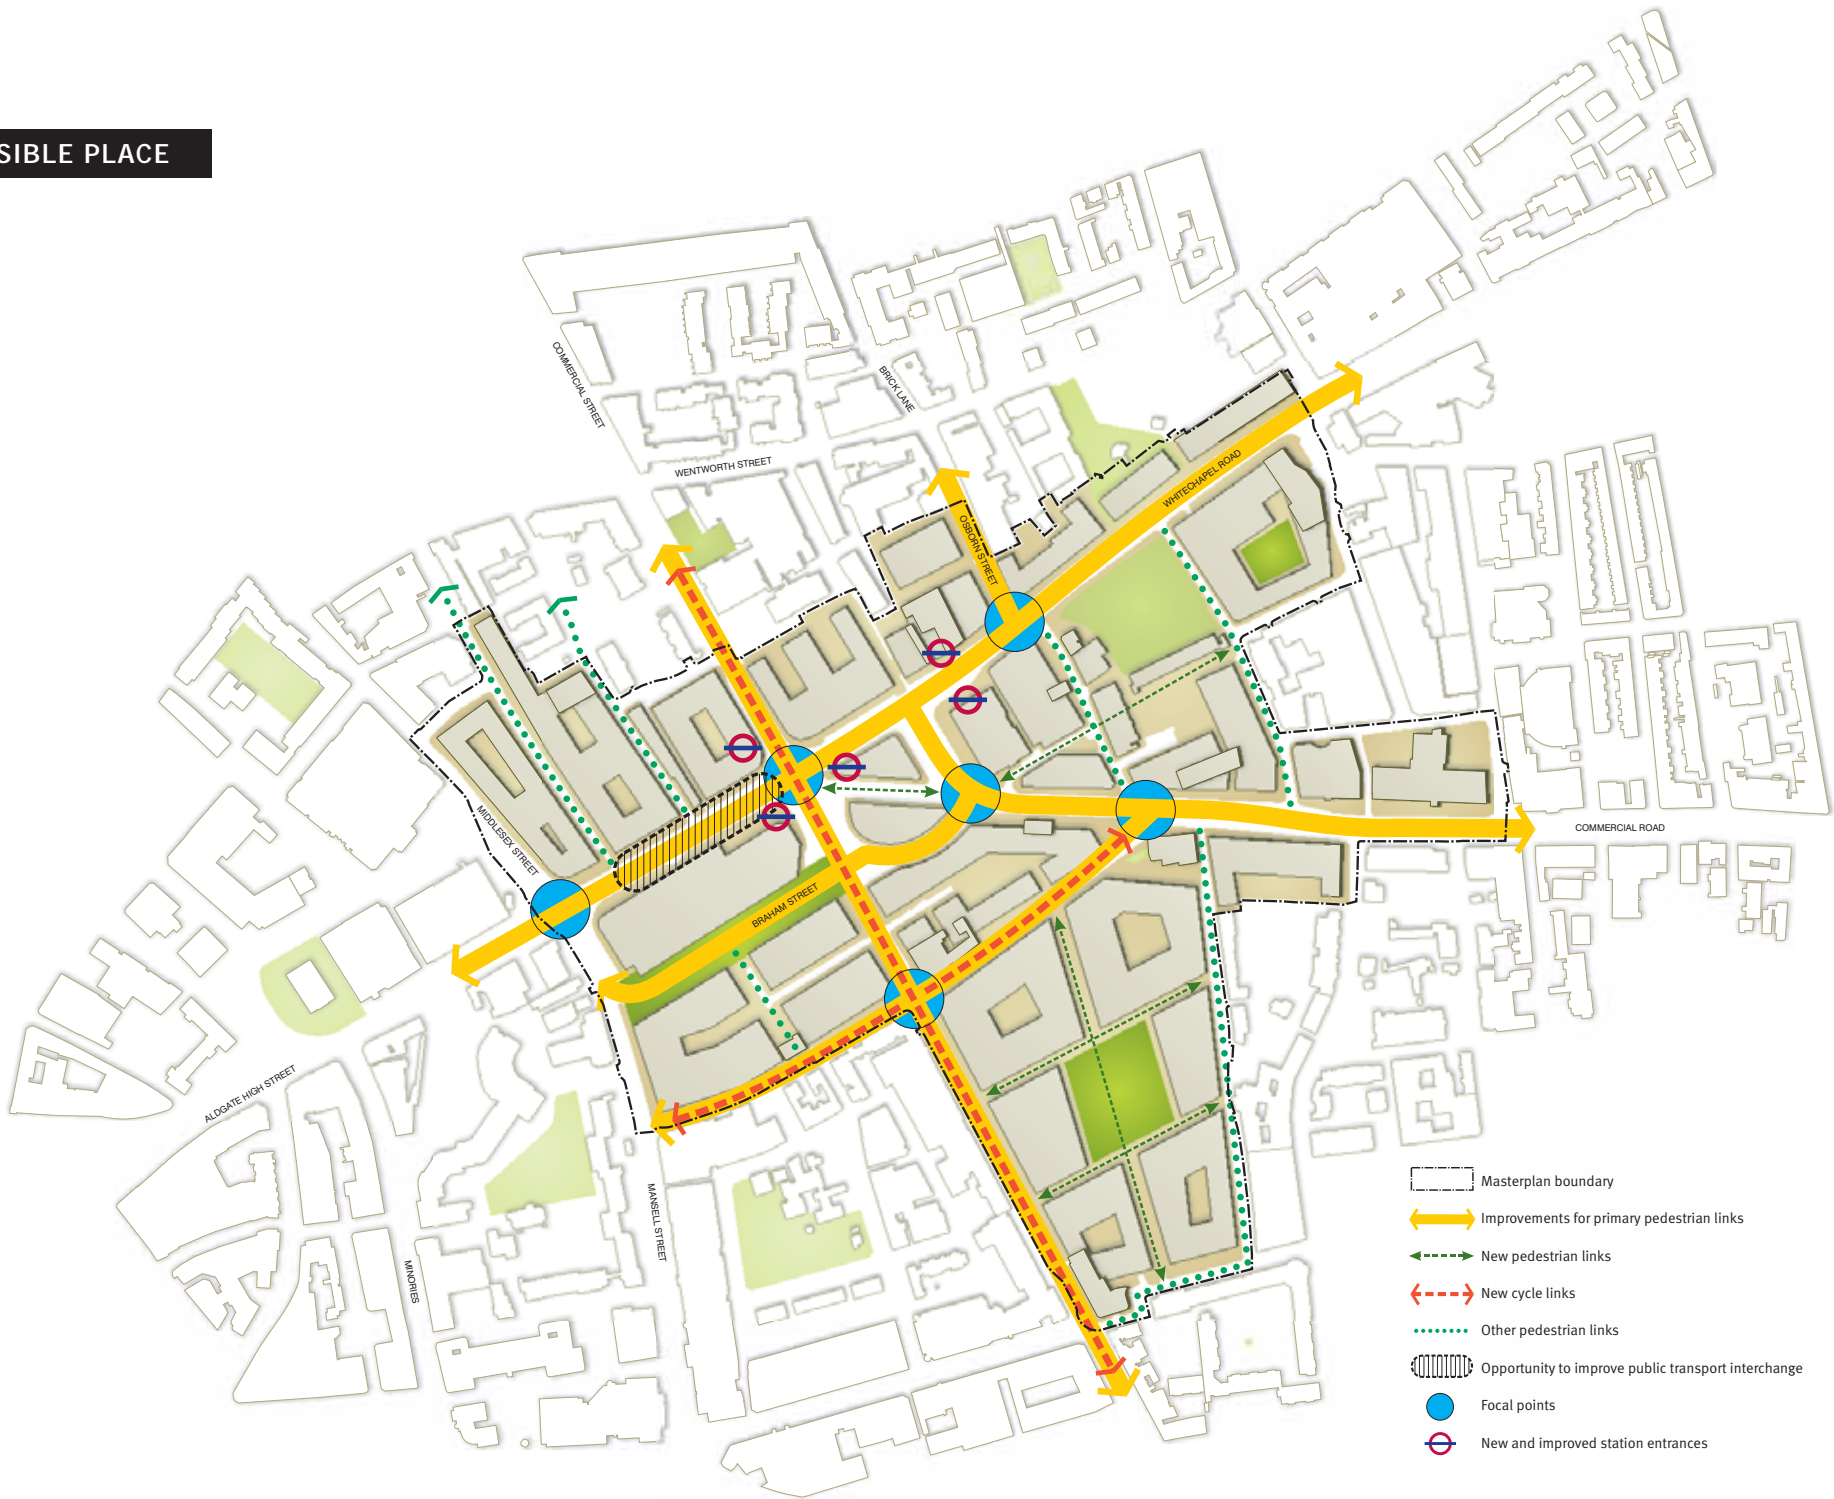 SIBLE PLACE
COMMERCIAL STREET
BRICK LANE
WENTWORTH STREET
WHITECHAPEL ROAD
OSBORN STREET
MIDDLESEX STREET
COMMERCIAL ROAD
BRAHAM STREET
ALDGATE HIGH STREET
MANSELL STREET
MINORIES
Masterplan boundary
Improvements for primary pedestrian links
New pedestrian links
New cycle links
Other pedestrian links
Opportunity to improve public transport interchange
Focal points
New and improved station entrances